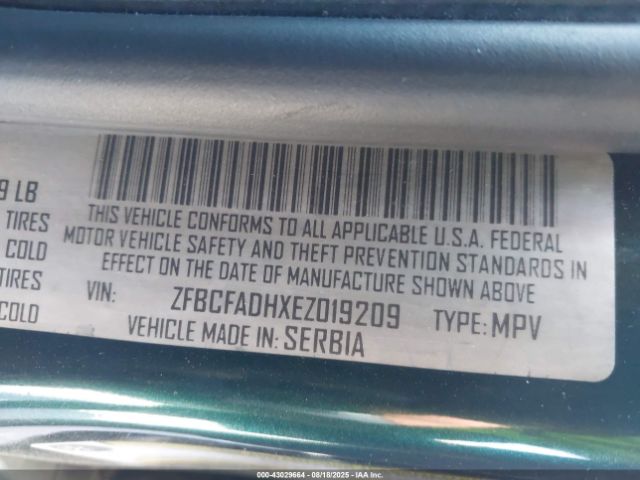 9 LB
TIRES
COLD
TIRES
COLD
THIS VEHICLE CONFORMS TO ALL APPLICABLE U.S.A. FEDERAL
MOTOR VEHICLE SAFETY AND THEFT PREVENTION STANDARDS IN
EFFECT ON THE DATE OF MANUFACTURE SHOWN ABOVE
VIN: ZFBCFADHXEZ019209 TYPE: MPV
VEHICLE MADE IN: SERBIA
000-43029664 - 08/18/2025 - IAAI.com